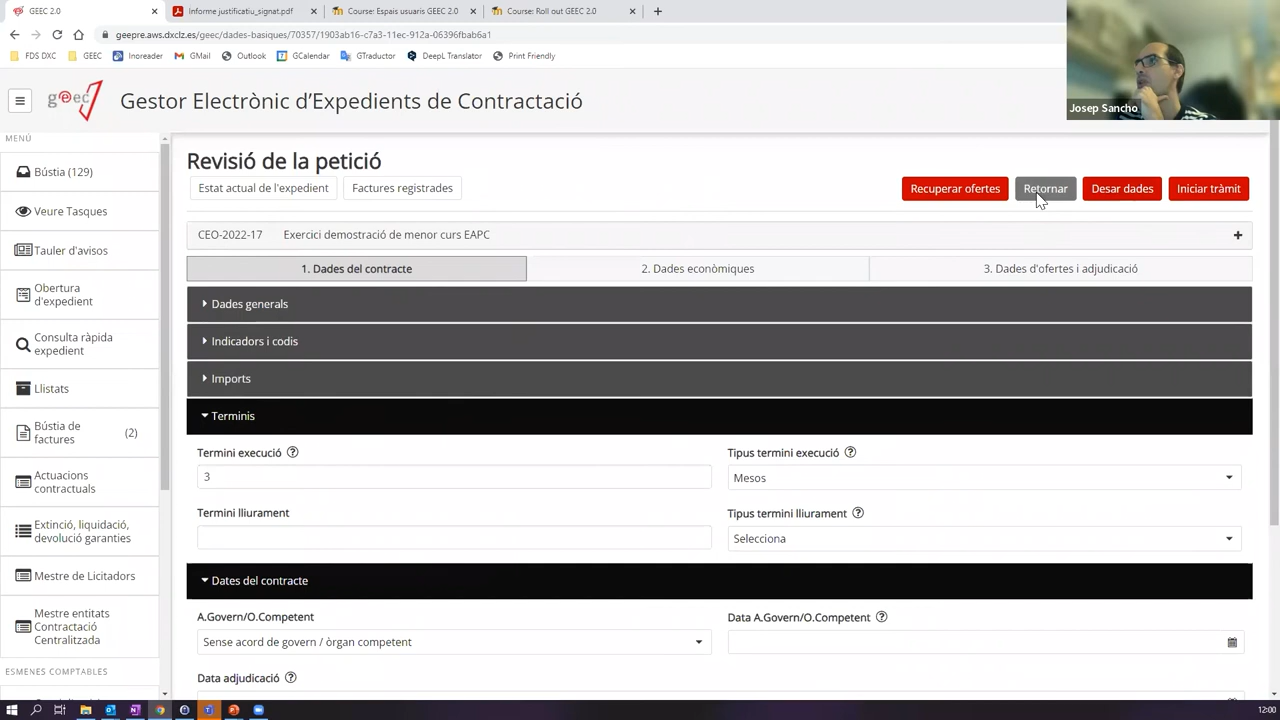 GEEC 2.0
Informe justificatiu_signat.pdf
Course: Espais usuaris GEEC 2.0
Course: Roll out GEEC 2.0
geepre.aws.dxclz.es/geec/dades-basiques/70357/1903ab16-c7a3-11ec-912a-06396fbab6a1
FDS DXC
GEEC
Inoreader
GMail
Outlook
GCalendar
GTraductor
DeepL Translator
Print Friendly
Josep Sancho
geec
Gestor Electrònic d'Expedients de Contractació
MENÚ
Bústia (129)
Veure Tasques
Tauler d'avisos
Obertura
d'expedient
Consulta ràpida
expedient
Llistats
Bústia de
factures
(2)
Actuacions
contractuals
Extinció, liquidació,
devolució garanties
Mestre de Licitadors
Mestre entitats
Contractació
Centralitzada
ESMENES COMPTABLES
Revisió de la petició
Estat actual de l'expedient
Factures registrades
Recuperar ofertes
Retornar
Desar dades
Iniciar tràmit
CEO-2022-17 Exercici demostració de menor curs EAPC
1. Dades del contracte
2. Dades econòmiques
3. Dades d'ofertes i adjudicació
Dades generals
Indicadors i codis
Imports
Terminis
Termini execució
Tipus termini execució
3
Mesos
Termini lliurament
Tipus termini lliurament
Selecciona
Dates del contracte
A.Govern/O.Competent
Data A.Govern/O.Competent
Sense acord de govern / òrgan competent
Data adjudicació
12:00